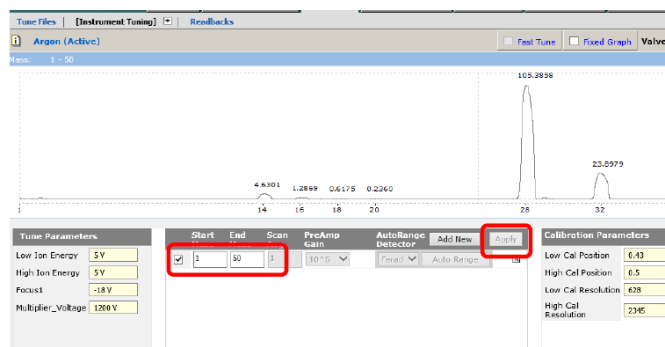 Tune Files | [Instrument Tuning] + | Readbacks
i Argon (Active) Fast Tune Fixed Graph Valve
Mass: 1 - 50
105.3858
23.8979
4.6301 1.2869 0.6175 0.2360
1 14 16 18 20 28 32
Tune Parameters
Low Ion Energy 5 V
High Ion Energy 5 V
Focus1 -18 V
Multiplier_Voltage 1200 V
Start End Scan PreAmp Gain AutoRange Detector Add New Apply
1 50 1 10^6 Farad Auto Range
Calibration Parameters
Low Cal Position 0.43
High Cal Position 0.5
Low Cal Resolution 628
High Cal Resolution 2345